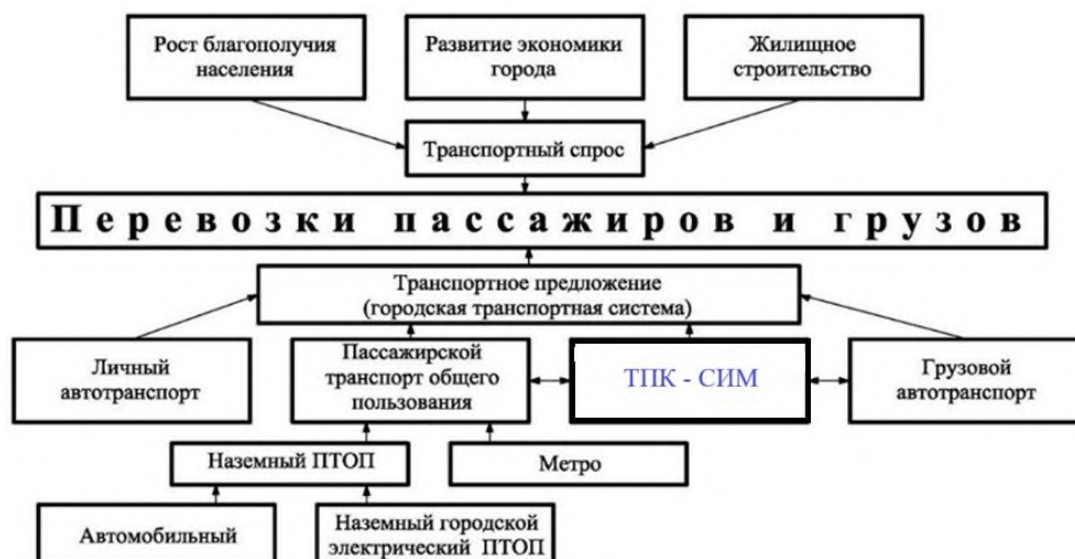 Рост благополучия
населения
Развитие экономики
города
Жилищное
строительство
Транспортный спрос
Перевозки пассажиров и грузов
Транспортное предложение
(городская транспортная система)
Личный
автотранспорт
Пассажирской
транспорт общего
пользования
ТПК - СИМ
Грузовой
автотранспорт
Наземный ПТОП
Метро
Автомобильный
Наземный городской
электрический ПТОП